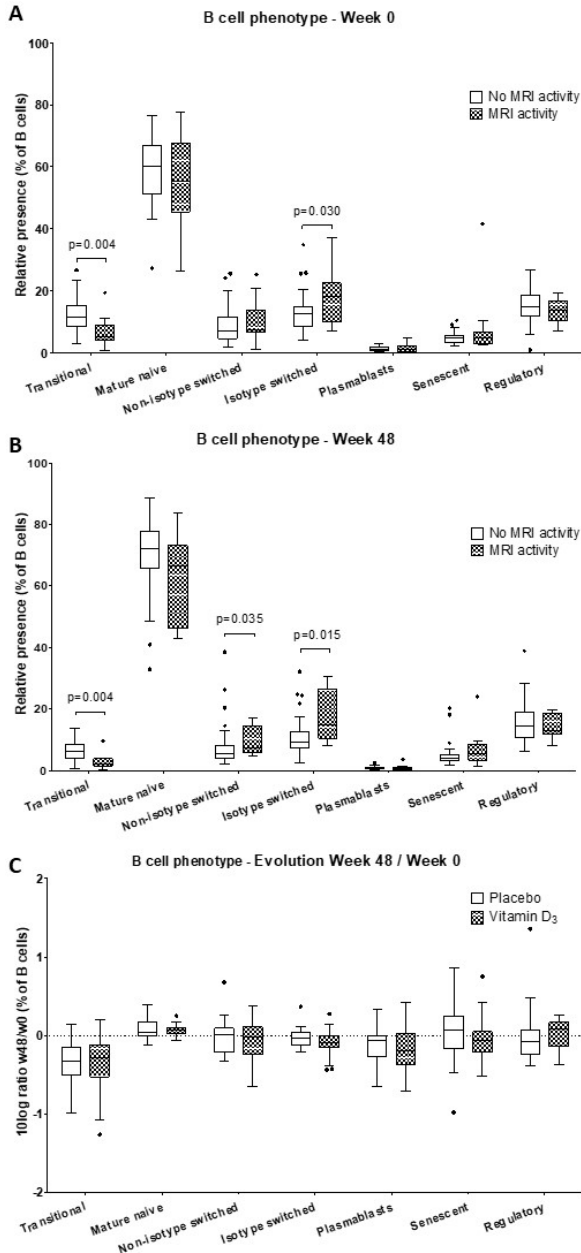 A
B cell phenotype - Week 0
Relative presence (% of B cells)
100
80
60
40
20
0
No MRI activity
MRI activity
p=0.004
p=0.030
Transitional
Mature naive
Non-isotype switched
Isotype switched
Plasmablasts
Senescent
Regulatory
B
B cell phenotype - Week 48
Relative presence (% of B cells)
100
80
60
40
20
0
No MRI activity
MRI activity
p=0.004
p=0.035
p=0.015
Transitional
Mature naive
Non-isotype switched
Isotype switched
Plasmablasts
Senescent
Regulatory
C
B cell phenotype - Evolution Week 48 / Week 0
10log ratio w48/w0 (% of B cells)
2
1
0
-1
-2
Placebo
Vitamin D₃
Transitional
Mature naive
Non-isotype switched
Isotype switched
Plasmablasts
Senescent
Regulatory